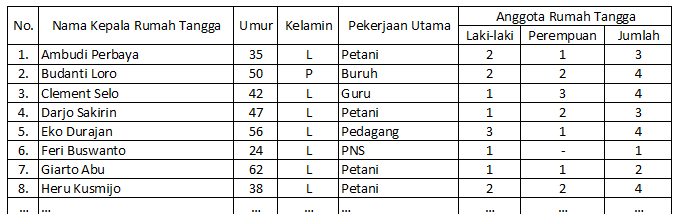 No. Nama Kepala Rumah Tangga Umur Kelamin Pekerjaan Utama Anggota Rumah Tangga
Laki-laki Perempuan Jumlah
1. Ambudi Perbaya 35 L Petani 2 1 3
2. Budanti Loro 50 P Buruh 2 2 4
3. Clement Selo 42 L Guru 1 3 4
4. Darjo Sakirin 47 L Petani 1 2 3
5. Eko Durajan 56 L Pedagang 3 1 4
6. Feri Buswanto 24 L PNS 1 - 1
7. Giarto Abu 62 L Petani 1 1 2
8. Heru Kusmijo 38 L Petani 2 2 4
... ... ... ... ... ... ... ...